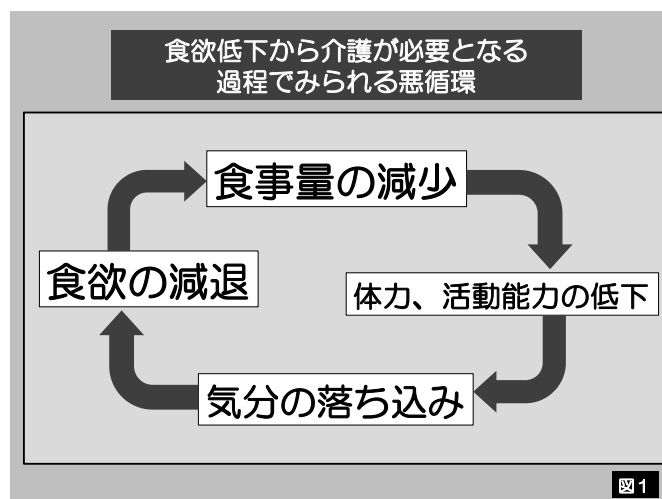 食欲低下から介護が必要となる
過程でみられる悪循環
食事量の減少
食欲の減退
体力、活動能力の低下
気分の落ち込み
図1